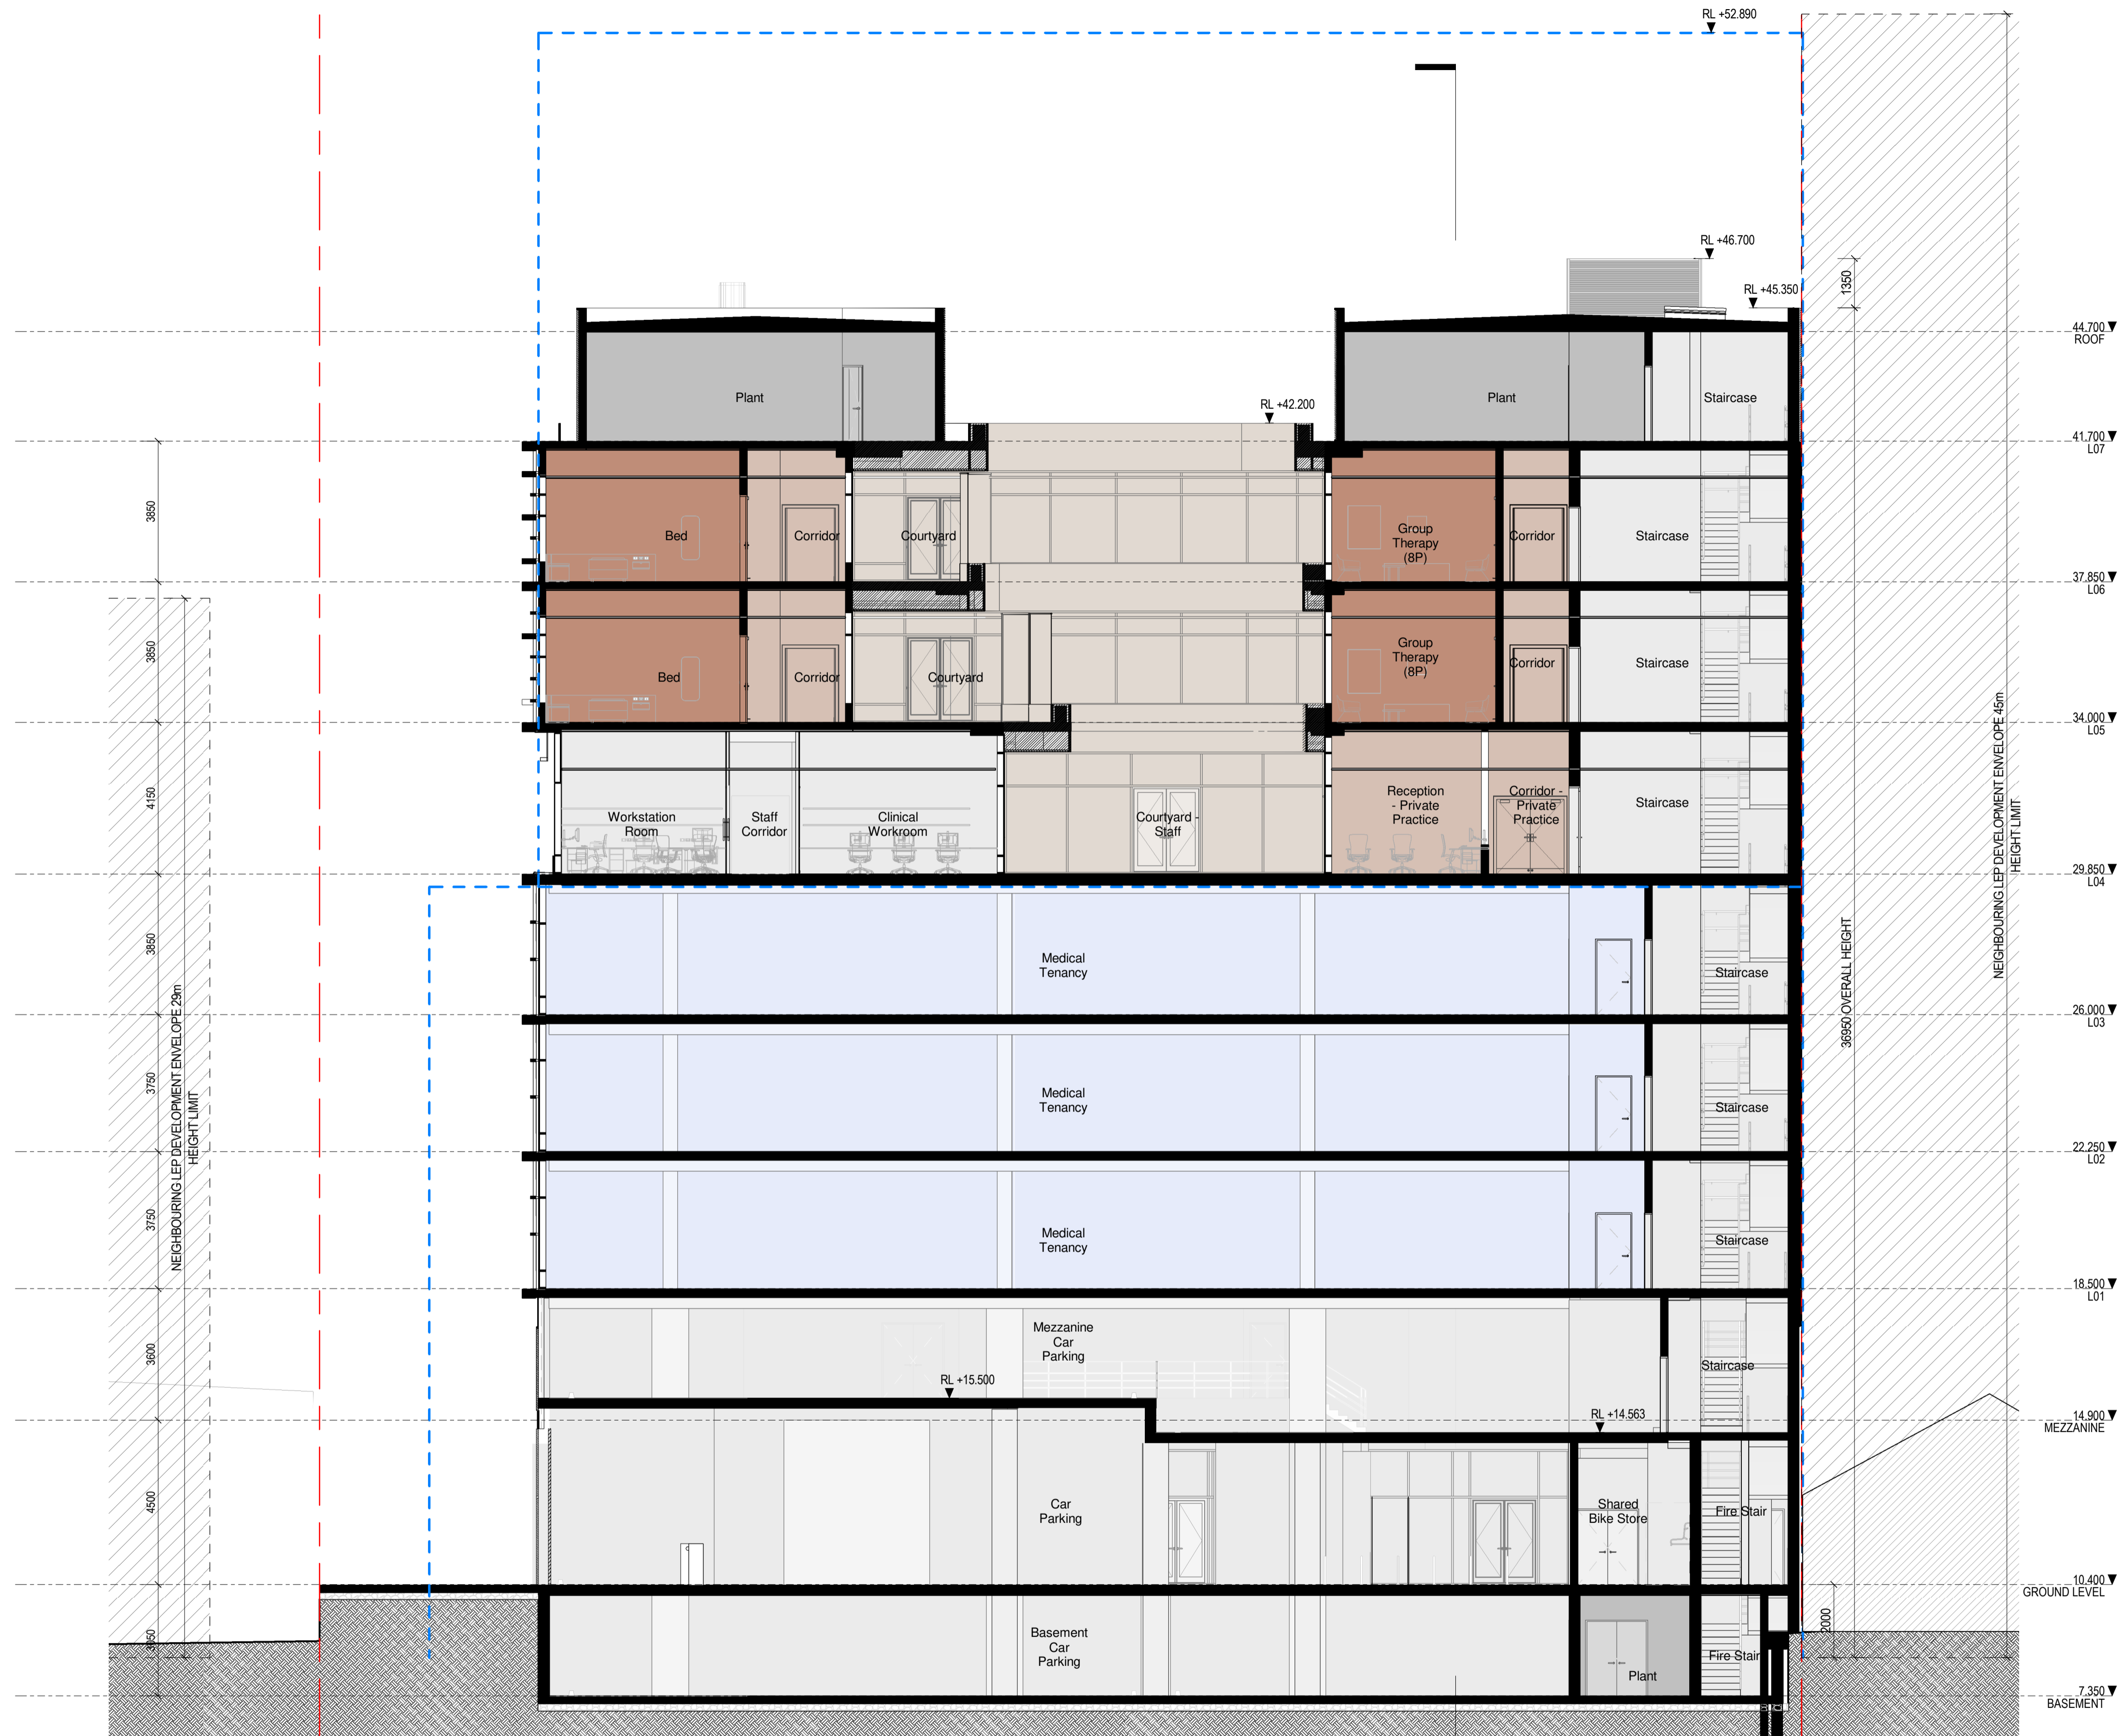 RL +52.890
RL +46.700
RL +45.350
1350
44.700
ROOF
Plant
Plant
Staircase
RL +42.200
41.700
L07
3850
Bed
Corridor
Courtyard
Group
Therapy
(8P)
Corridor
Staircase
37.850
L06
3850
Bed
Corridor
Courtyard
Group
Therapy
(8P)
Corridor
Staircase
34.000
L05
4150
Workstation
Room
Staff
Corridor
Clinical
Workroom
Courtyard -
Staff
Reception
- Private
Practice
Corridor -
Private
Practice
Staircase
29.850
L04
3850
Medical
Tenancy
Staircase
26.000
L03
3750
Medical
Tenancy
Staircase
22.250
L02
3750
Medical
Tenancy
Staircase
18.500
L01
3600
Mezzanine
Car
Parking
Staircase
RL +15.500
RL +14.563
14.900
MEZZANINE
4500
Car
Parking
Shared
Bike Store
Fire Stair
10.400
GROUND LEVEL
2000
Basement
Car
Parking
Plant
Fire Stair
7.350
BASEMENT
NEIGHBOURING LEP DEVELOPMENT ENVELOPE 29m
HEIGHT LIMIT
36950 OVERALL HEIGHT
NEIGHBOURING LEP DEVELOPMENT ENVELOPE 45m
HEIGHT LIMIT